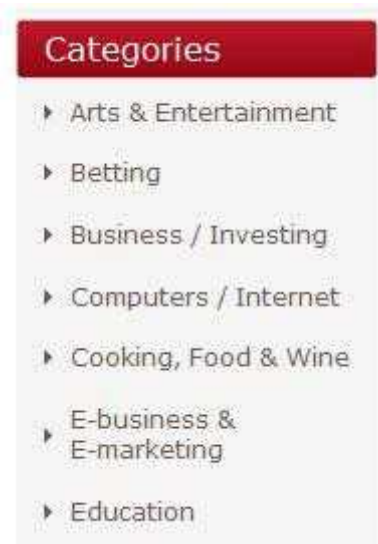 Categories
Arts & Entertainment
Betting
Business / Investing
Computers / Internet
Cooking, Food & Wine
E-business &
E-marketing
Education